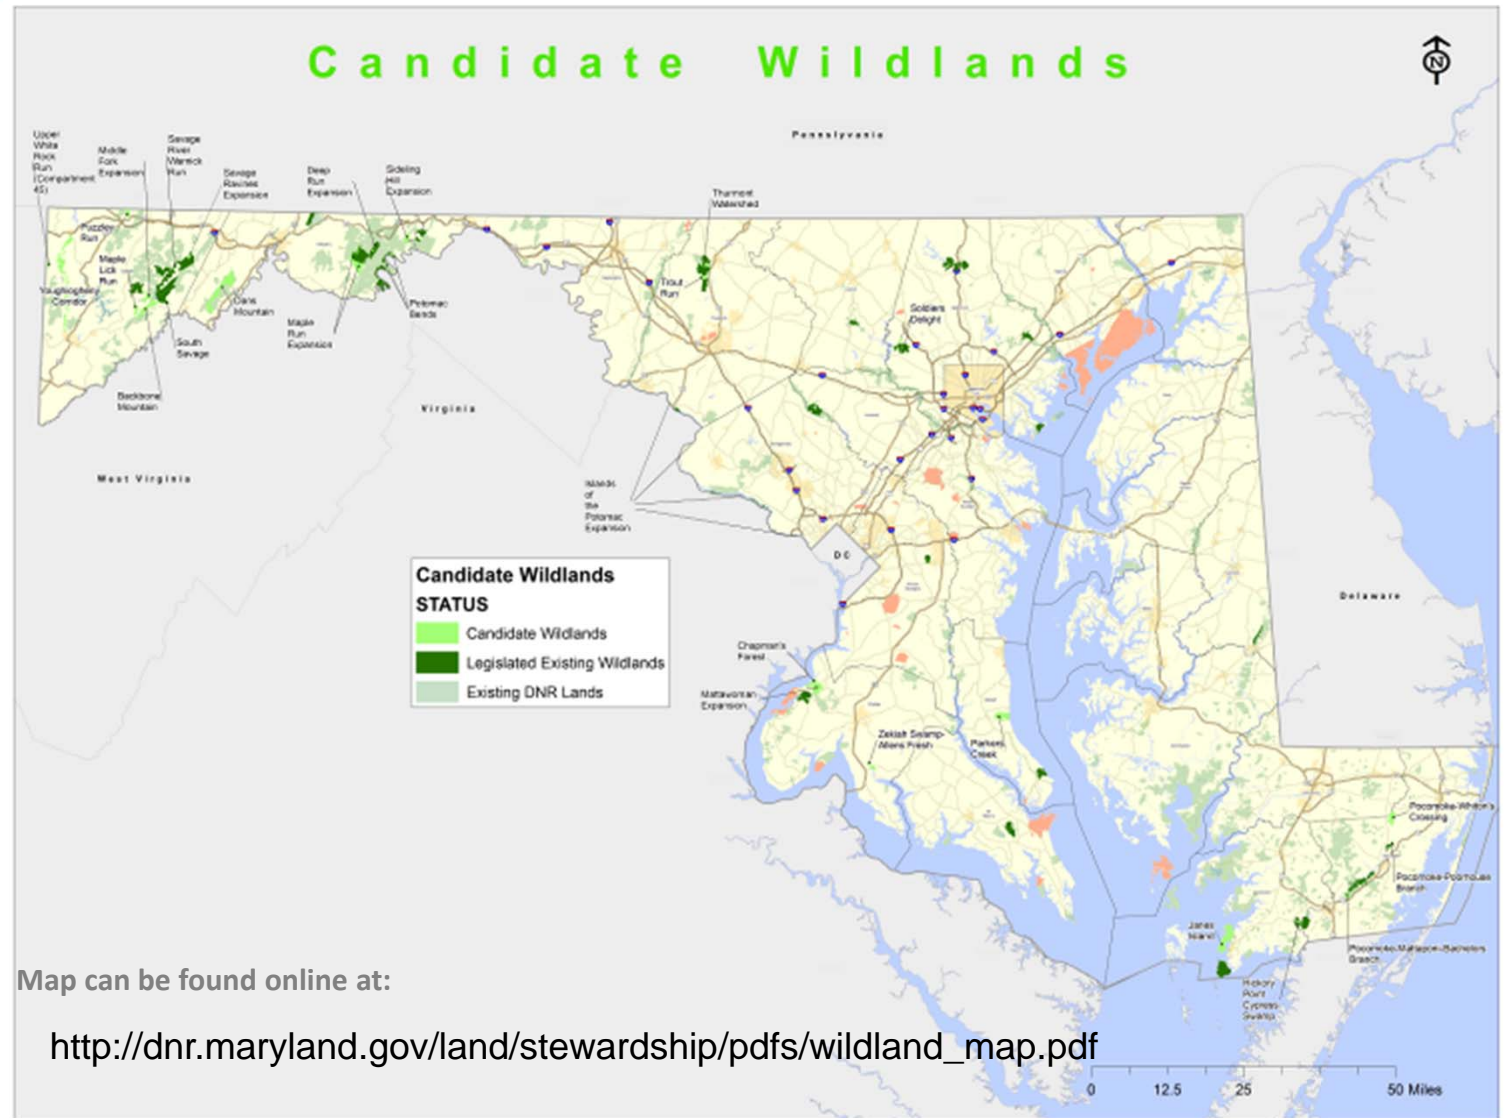 Candidate Wildlands
N
Pennsylvania
Upper
White
Rock
Run
(Compartment
45)
Middle
Fork
Expansion
Savage
River
Warnick
Run
Savage
Ravines
Expansion
Deep
Run
Expansion
Sideling
Hill
Expansion
Thurmont
Watershed
Puzzley
Run
Maple
Lick
Run
Youghiogheny
Corridor
Dans
Mountain
South
Savage
Backbone
Mountain
Maple
Run
Expansion
Potomac
Bends
Trout
Run
Soldiers
Delight
Virginia
West Virginia
Islands
of
the
Potomac
Expansion
DC
Delaware
Candidate Wildlands
STATUS
Candidate Wildlands
Legislated Existing Wildlands
Existing DNR Lands
Chapman's
Forest
Mattawoman
Expansion
Zekiah Swamp-
Allens Fresh
Parkers
Creek
Pocomoke-Whiton's
Crossing
Pocomoke-Poorhouse
Branch
Pocomoke-Mattapon-Bachelors
Branch
Janes
Island
Hickory
Point
Cypress
Swamp
Map can be found online at:
http://dnr.maryland.gov/land/stewardship/pdfs/wildland_map.pdf
0 12.5 25 50 Miles